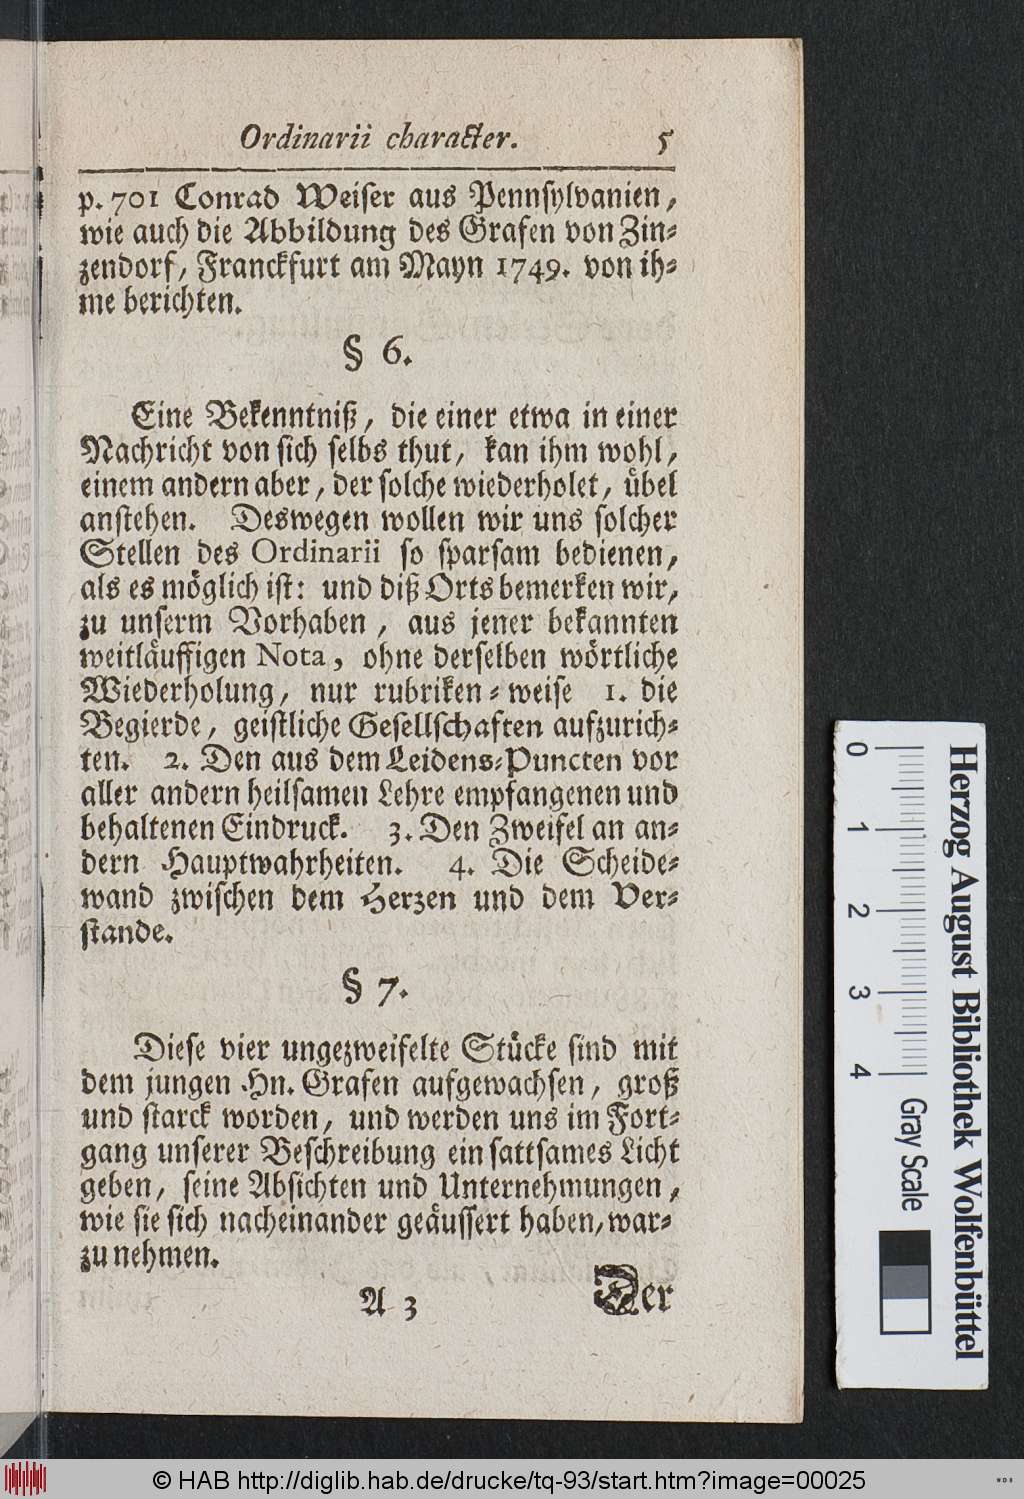 Ordinarii character. 5
p. 701 Conrad Weiser aus Pennsylvanien,
wie auch die Abbildung des Grafen von Zin-
zendorf, Franckfurt am Mayn 1749. von ih-
me berichten.
§ 6.
Eine Bekenntniß, die einer etwa in einer
Nachricht von sich selbs thut, kan ihm wohl,
einem andern aber, der solche wiederholet, übel
anstehen. Deswegen wollen wir uns solcher
Stellen des Ordinarii so sparsam bedienen,
als es möglich ist: und diß Orts bemerken wir,
zu unserm Vorhaben, aus jener bekannten
weitläuffigen Nota, ohne derselben wörtliche
Wiederholung, nur rubriken-weise 1. die
Begierde, geistliche Gesellschaften aufzurich-
ten. 2. Den aus dem Leidens-Puncten vor
aller andern heilsamen Lehre empfangenen und
behaltenen Eindruck. 3. Den Zweifel an an-
dern Hauptwahrheiten. 4. Die Scheide-
wand zwischen dem Herzen und dem Ver-
stande.
§ 7.
Diese vier ungezweifelte Stücke sind mit
dem jungen Hn. Grafen aufgewachsen, groß
und starck worden, und werden uns im Fort-
gang unserer Beschreibung ein sattsames Licht
geben, seine Absichten und Unternehmungen,
wie sie sich nacheinander geäussert haben, war-
zu nehmen.
A 3 Der
Herzog August Bibliothek Wolfenbüttel
0 1 2 3 4 Gray Scale
© HAB http://diglib.hab.de/drucke/tq-93/start.htm?image=00025
WDB